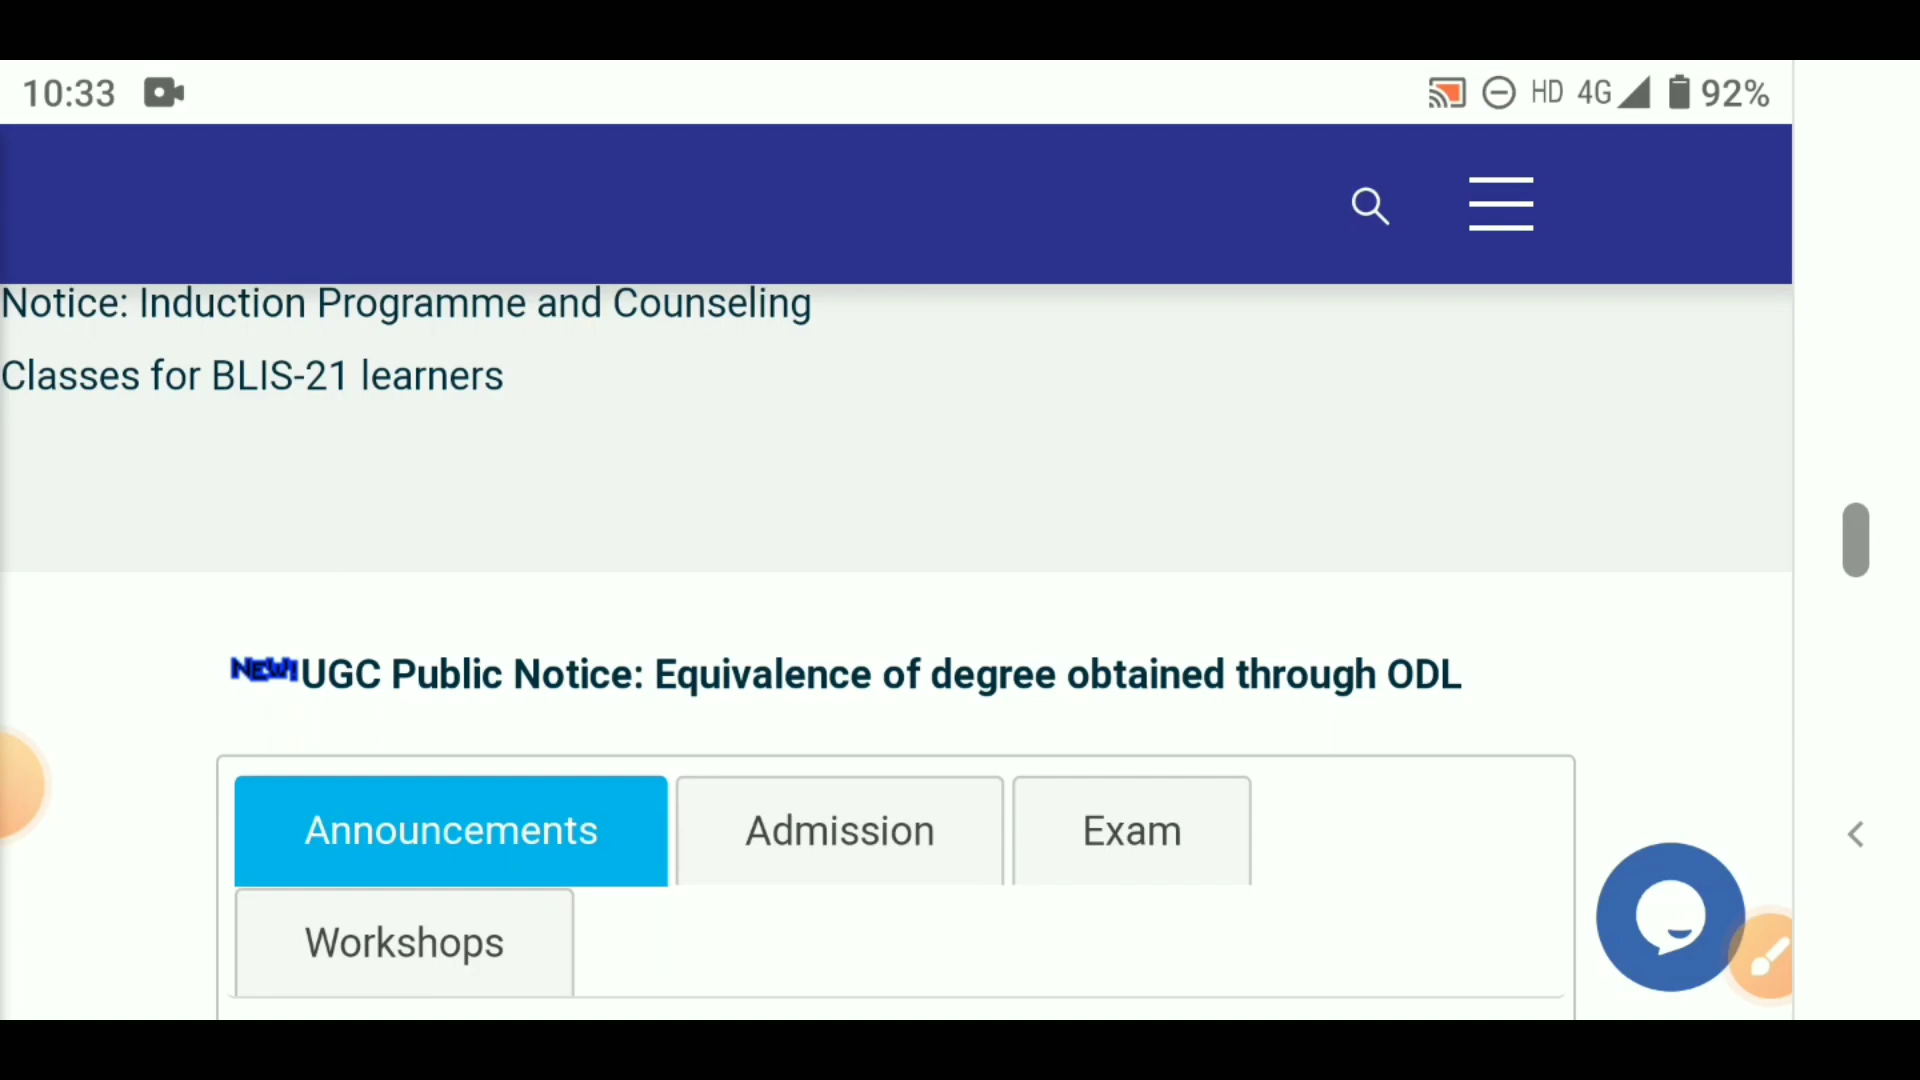 10:33 HD 4G 92%
Notice: Induction Programme and Counseling
Classes for BLIS-21 learners
NEW! UGC Public Notice: Equivalence of degree obtained through ODL
Announcements Admission Exam
Workshops